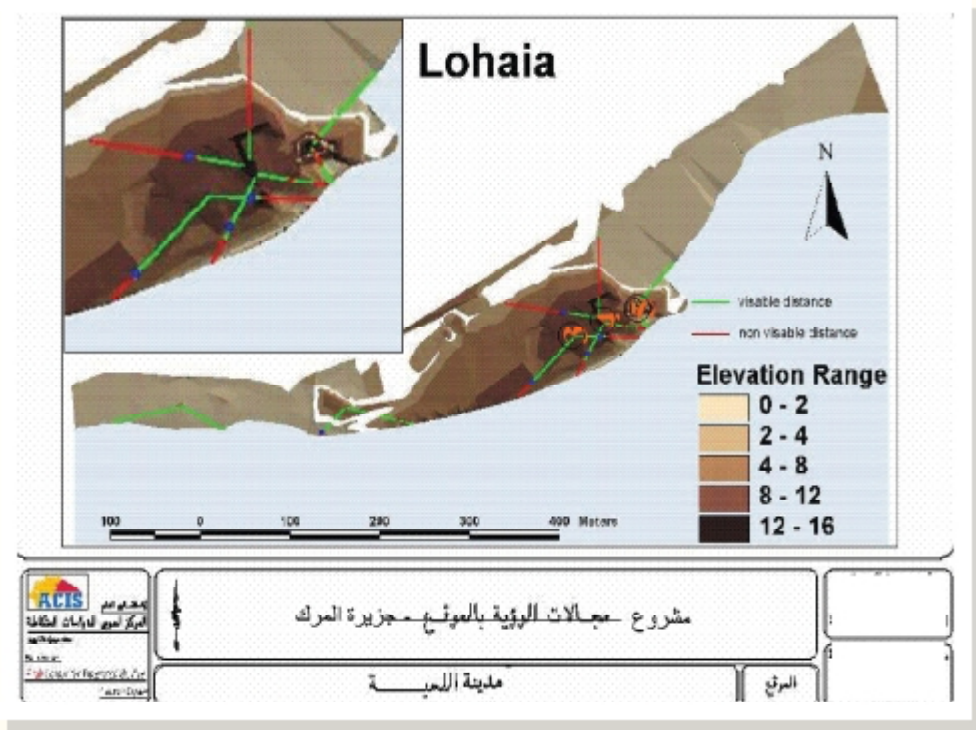 Lohaia
N
visable distance
non visable distance
Elevation Range
0 - 2
2 - 4
4 - 8
8 - 12
12 - 16
100 0 100 200 300 400 Meters
ACIS
مشروع مجالات الرؤية بالموقع - جزيرة المرك
مدينة اللحية
الموقع